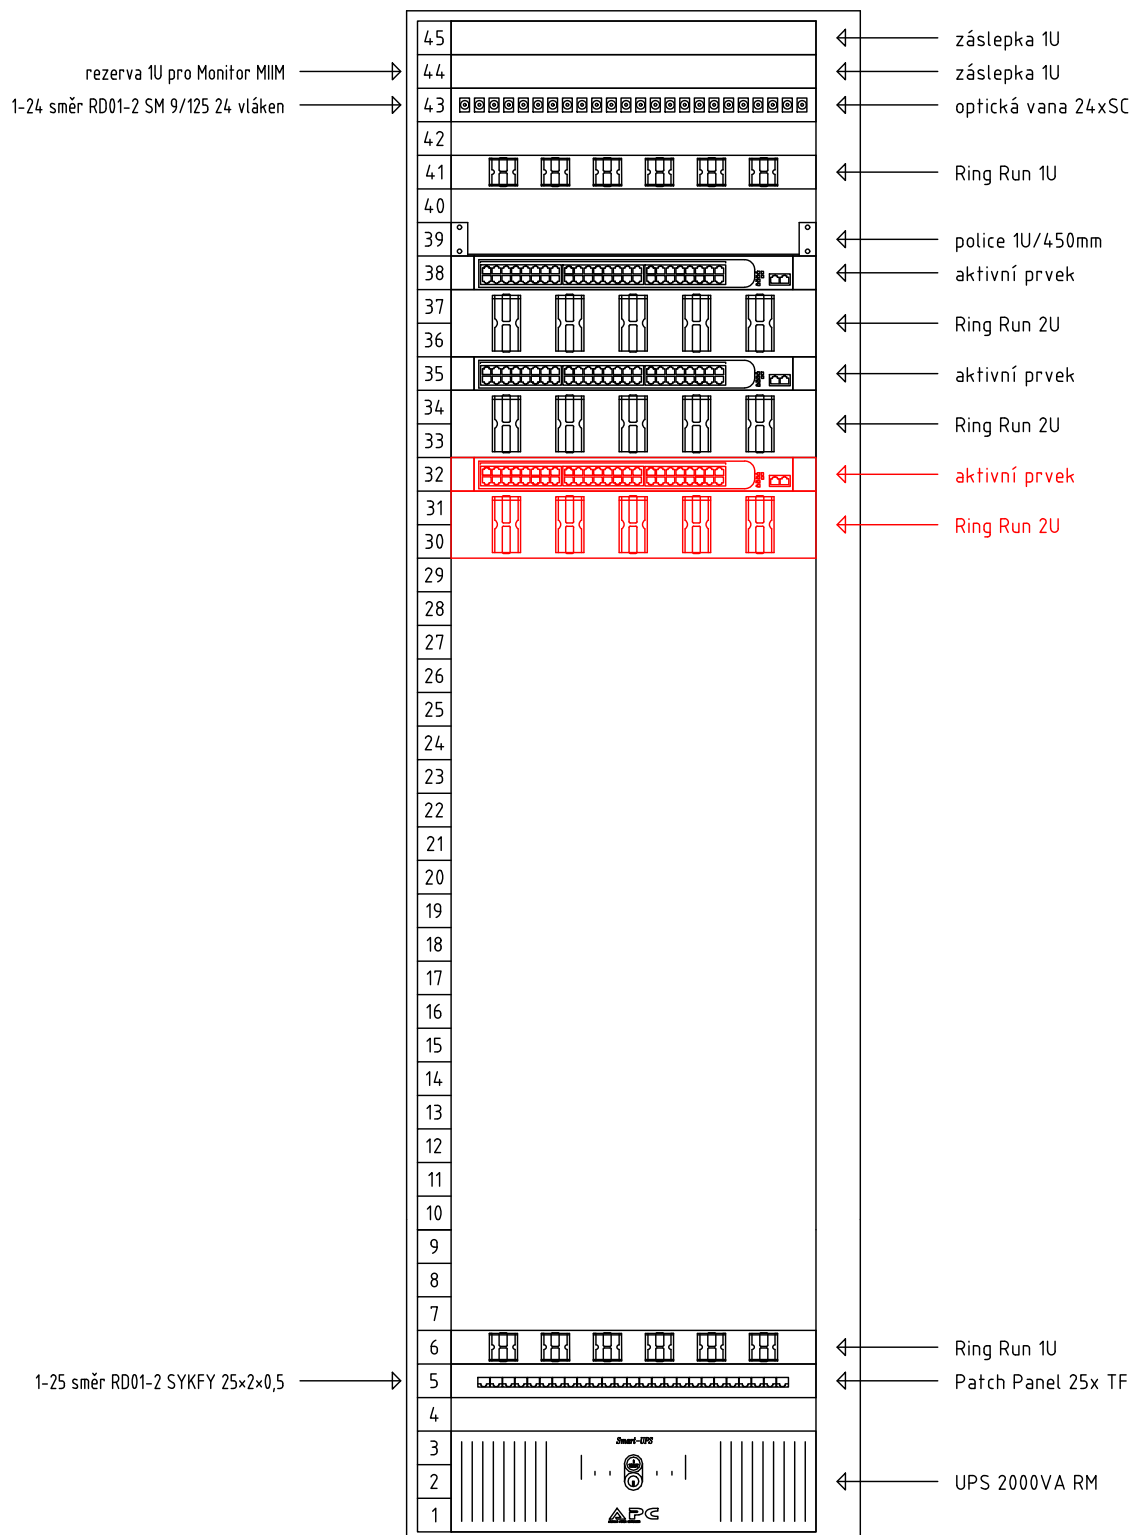 45 záslepka 1U
rezerva 1U pro Monitor MIIM 44 záslepka 1U
1-24 směr RD01-2 SM 9/125 24 vláken 43 optická vana 24xSC
42
41 Ring Run 1U
40
39 police 1U/450mm
38 aktivní prvek
37
Ring Run 2U
36
35 aktivní prvek
34
Ring Run 2U
33
32 aktivní prvek
31
Ring Run 2U
30
29
28
27
26
25
24
23
22
21
20
19
18
17
16
15
14
13
12
11
10
9
8
7
6 Ring Run 1U
1-25 směr RD01-2 SYKFY 25x2x0,5 5 Patch Panel 25x TF
4
3 Smart-UPS
2 UPS 2000VA RM
1 APC